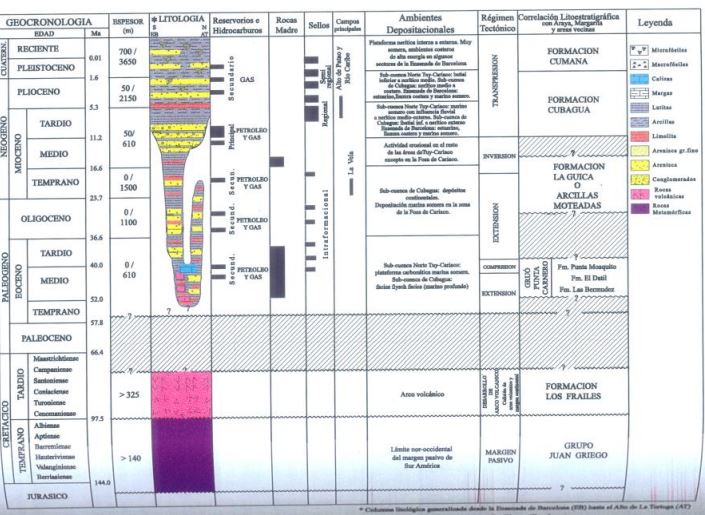 GEOCRONOLOGIA
EDAD
Ma
ESPESOR
(m)
* LITOLOGIA
S N
EB AT
Reservorios e
Hidrocarburos
Rocas
Madre
Sellos
Campos
principales
Ambientes
Depositacionales
Régimen
Tectónico
Correlación Litoestratigráfica
con Araya, Margarita
y areas vecinas
Leyenda
CUATERN.
RECIENTE
0.01
PLEISTOCENO
1.6
700 /
3650
NEOGENO
PLIOCENO
5.3
50 /
2150
MIOCENO
TARDIO
11.2
50/
610
MEDIO
16.6
TEMPRANO
23.7
0 /
1500
PALEOGENO
OLIGOCENO
36.6
0 /
1100
EOCENO
TARDIO
40.0
MEDIO
52.0
0 /
610
TEMPRANO
57.8
PALEOCENO
66.4
CRETACICO
TARDIO
Maastrichtiense
Campaniense
Santoniense
Coniaciense
Turoniense
Cenomaniense
97.5
> 325
TEMPRANO
Albiense
Aptiense
Barremiense
Hauteriviense
Valanginiense
Berriasiense
144.0
> 140
JURASICO
Secundario
GAS
Principal
PETROLEO
Y GAS
Secun.
PETROLEO
Y GAS
Secund.
PETROLEO
Y GAS
Secund.
PETROLEO
Y GAS
Semi
regional
Regional
Intraformacional
Alto de Patao y
Río Caribe
La Vela
Plataforma nerítica interna a externa. Muy
somera, ambientes costeros
de alta energía en algunos
sectores de la Ensenada de Barcelona
Sub-cuenca Norte Tuy-Cariaco: batial
inferior a nerítico medio. Sub-cuenca
de Cubagua: nerítico medio a
costero. Ensenada de Barcelona:
estuarino, llanura costera y marino somero.
Sub-cuenca Norte Tuy-Cariaco: marino
somero con influencia fluvial
a nerítico medio-externo. Sub-cuenca de
Cubagua: batial inf. a nerítico externo
Ensenada de Barcelona: estuarino,
llanura costera y marino somero.
Actividad erosional en el resto
de las áreas deTuy-Cariaco
excepto en la Fosa de Cariaco.
Sub-cuenca de Cubagua: depósitos
continentales.
Depositación marina somera en la zona
de la Fosa de Cariaco.
Sub-cuenca Norte Tuy-Cariaco:
plataforma carbonática marina somera.
Sub-cuenca de Cubagua:
facies flysch facies (marino profundo)
Arco volcánico
Límite nor-occidental
del margen pasivo de
Sur América
TRANSPRESION
INVERSION
EXTENSION
COMPRESION
EXTENSION
DESARROLLO
DE
ARCO VOLCANICO
MARGEN
PASIVO
FORMACION
CUMANA
FORMACION
CUBAGUA
FORMACION
LA GUICA
O
ARCILLAS
MOTEADAS
GRUO
PUNTA
CARNERO
Fm. Punta Mosquito
Fm. El Datil
Fm. Las Bermudez
FORMACION
LOS FRAILES
GRUPO
JUAN GRIEGO
Microfósiles
Macrofósiles
Calizas
Margas
Lutitas
Arcillas
Limolita
Arenisca gr.fino
Arenisca
Conglomerados
Rocas
volcánicas
Rocas
Metamórficas
* Columna litológica generalizada desde la Ensenada de Barcelona (EB) hasta el Alto de La Tortuga (AT)